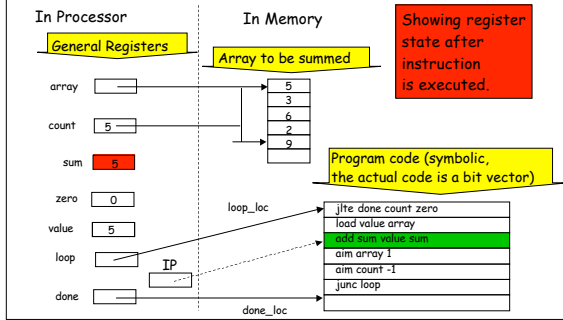 In Processor
In Memory
General Registers
Array to be summed
Showing register
state after
instruction
is executed.
array
5
3
6
2
9
count
5
sum
5
zero
0
value
5
loop
IP
done
loop_loc
done_loc
Program code (symbolic,
the actual code is a bit vector)
jlte done count zero
load value array
add sum value sum
aim array 1
aim count -1
junc loop